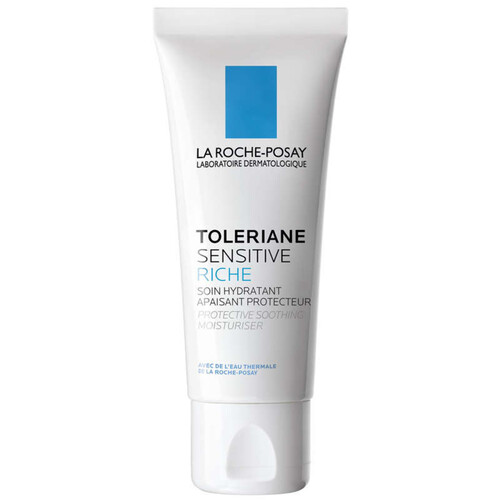 LA ROCHE-POSAY
LABORATOIRE DERMATOLOGIQUE
TOLERIANE
SENSITIVE
RICHE
SOIN HYDRATANT
APAISANT PROTECTEUR
PROTECTIVE SOOTHING
MOISTURISER
AVEC DE L'EAU THERMALE
DE LA ROCHE-POSAY